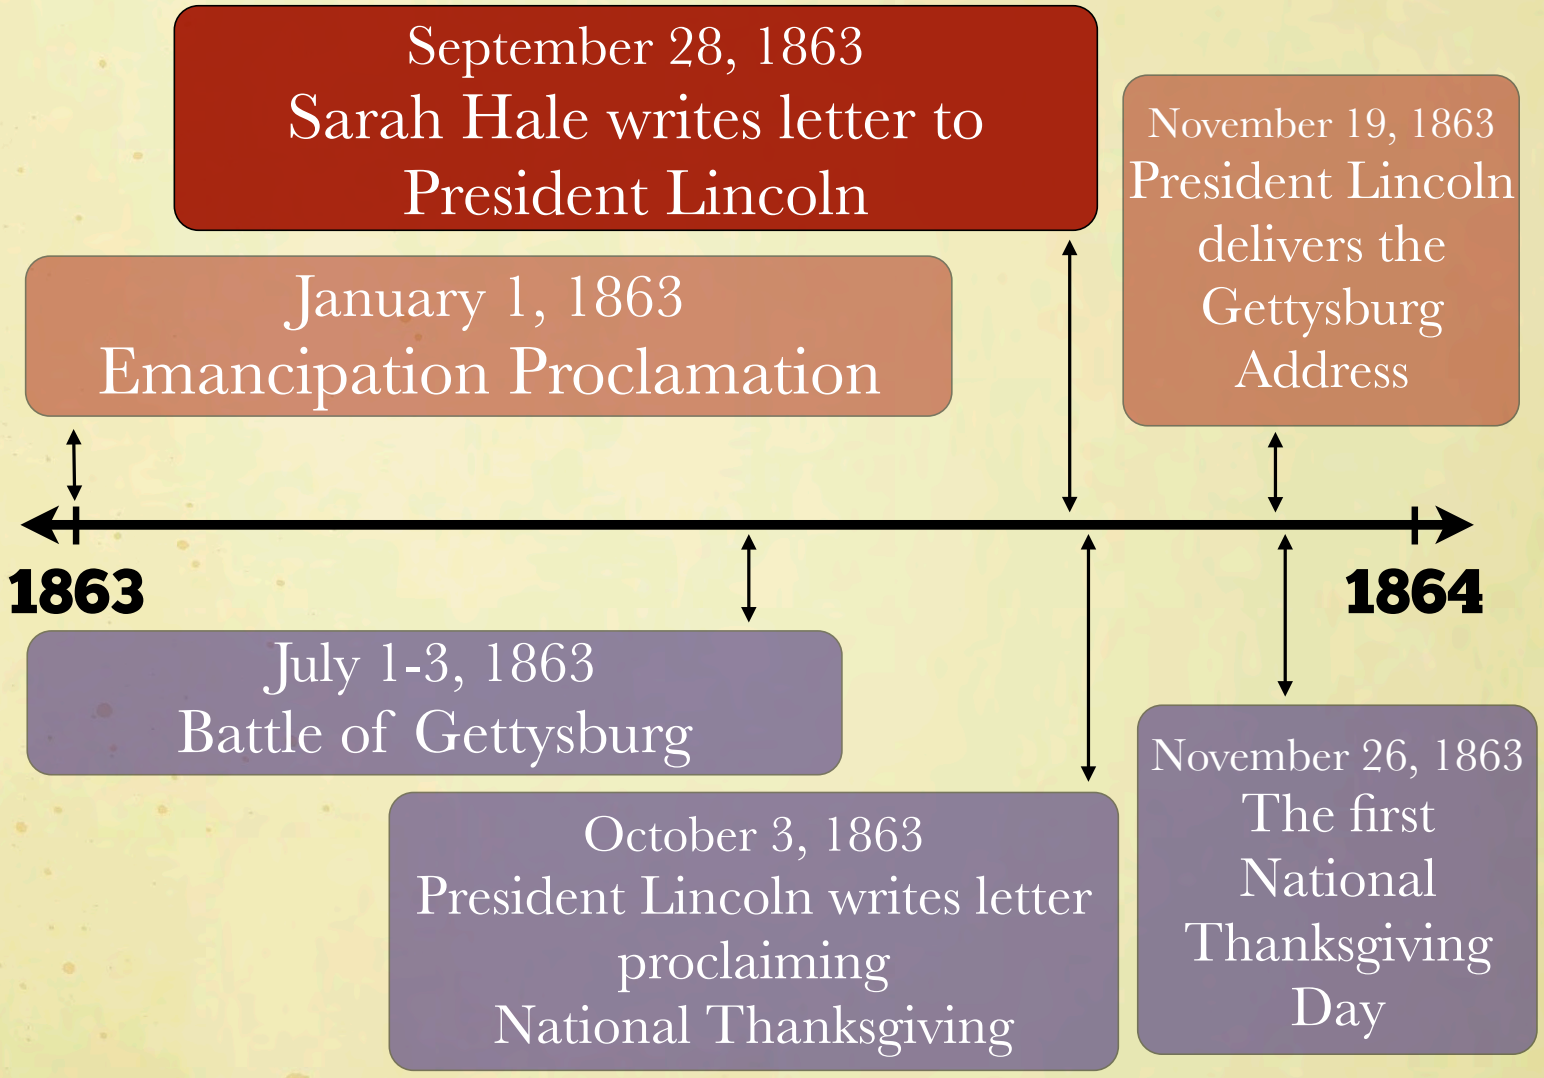 September 28, 1863
Sarah Hale writes letter to
President Lincoln
November 19, 1863
President Lincoln
delivers the
Gettysburg
Address
January 1, 1863
Emancipation Proclamation
1863
1864
July 1-3, 1863
Battle of Gettysburg
October 3, 1863
President Lincoln writes letter
proclaiming
National Thanksgiving
November 26, 1863
The first
National
Thanksgiving
Day